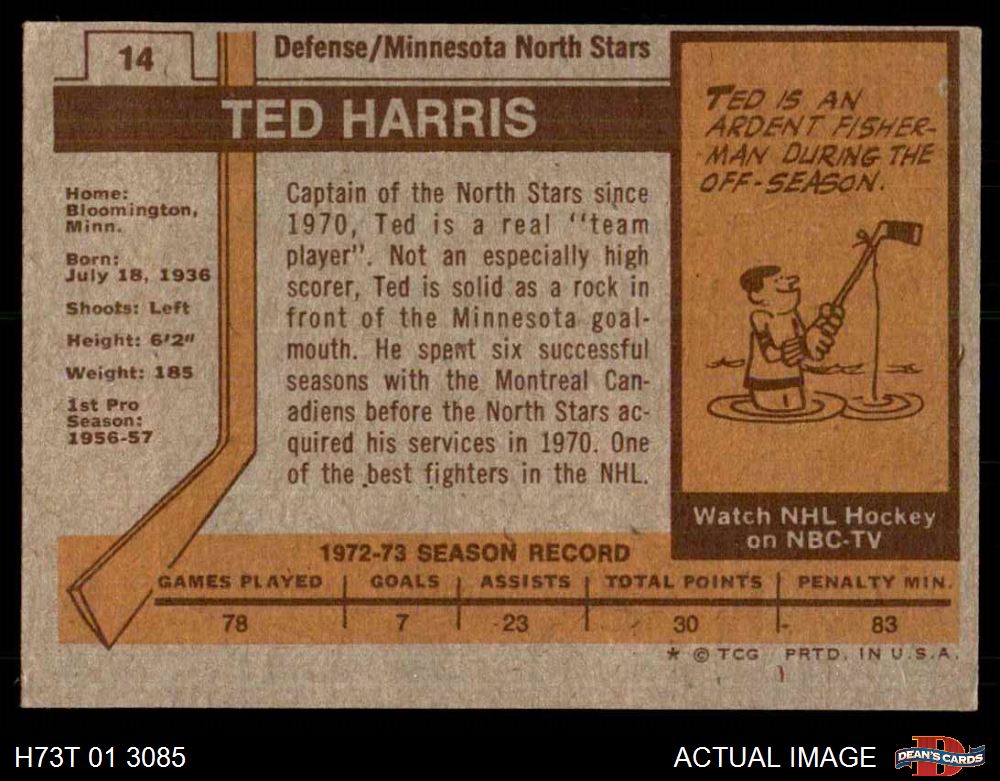 14
Defense/Minnesota North Stars
TED HARRIS
Home:
Bloomington,
Minn.
Born:
July 18, 1936
Shoots: Left
Height: 6'2"
Weight: 185
1st Pro
Season:
1956-57
Captain of the North Stars since
1970, Ted is a real "team
player". Not an especially high
scorer, Ted is solid as a rock in
front of the Minnesota goal-
mouth. He spent six successful
seasons with the Montreal Can-
adiens before the North Stars ac-
quired his services in 1970. One
of the best fighters in the NHL.
TED IS AN
ARDENT FISHER-
MAN DURING THE
OFF-SEASON.
Watch NHL Hockey
on NBC-TV
1972-73 SEASON RECORD
GAMES PLAYED GOALS ASSISTS TOTAL POINTS PENALTY MIN.
78 7 23 30 83
* © TCG PRTD. IN U.S.A.
H73T 01 3085
ACTUAL IMAGE
D
DEAN'S CARDS